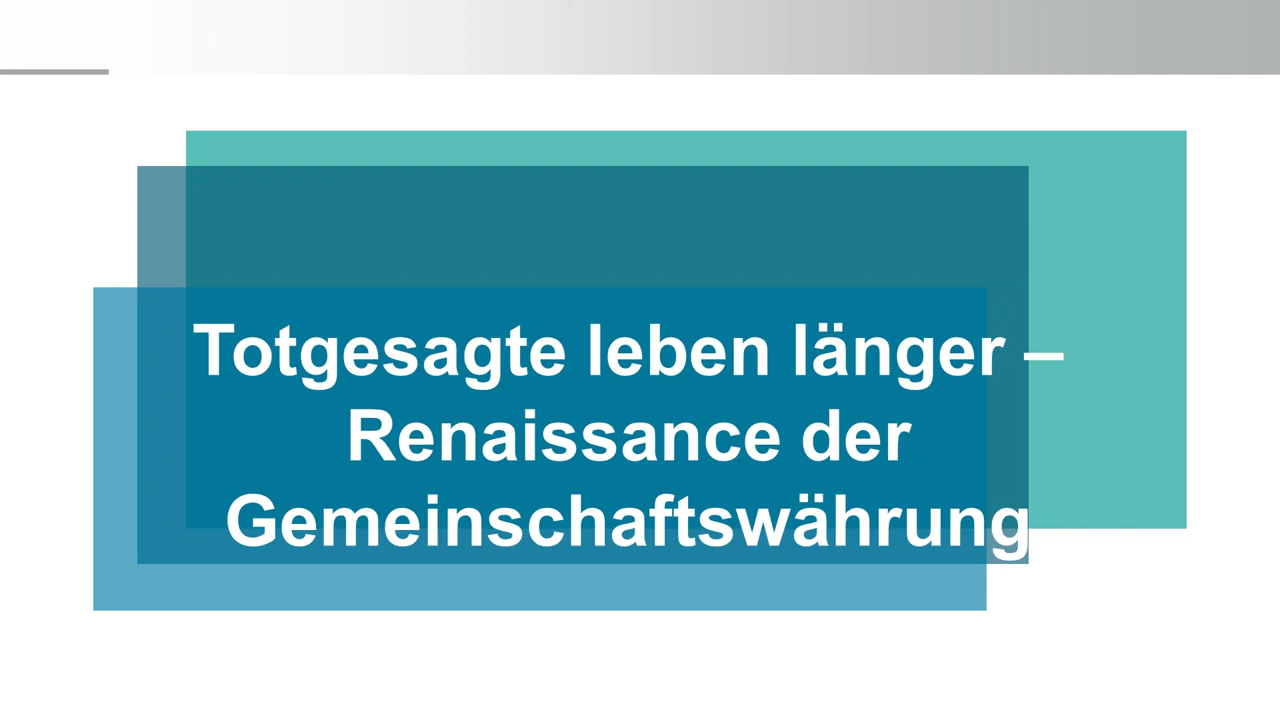 Totgesagte leben länger –
Renaissance der
Gemeinschaftswährung